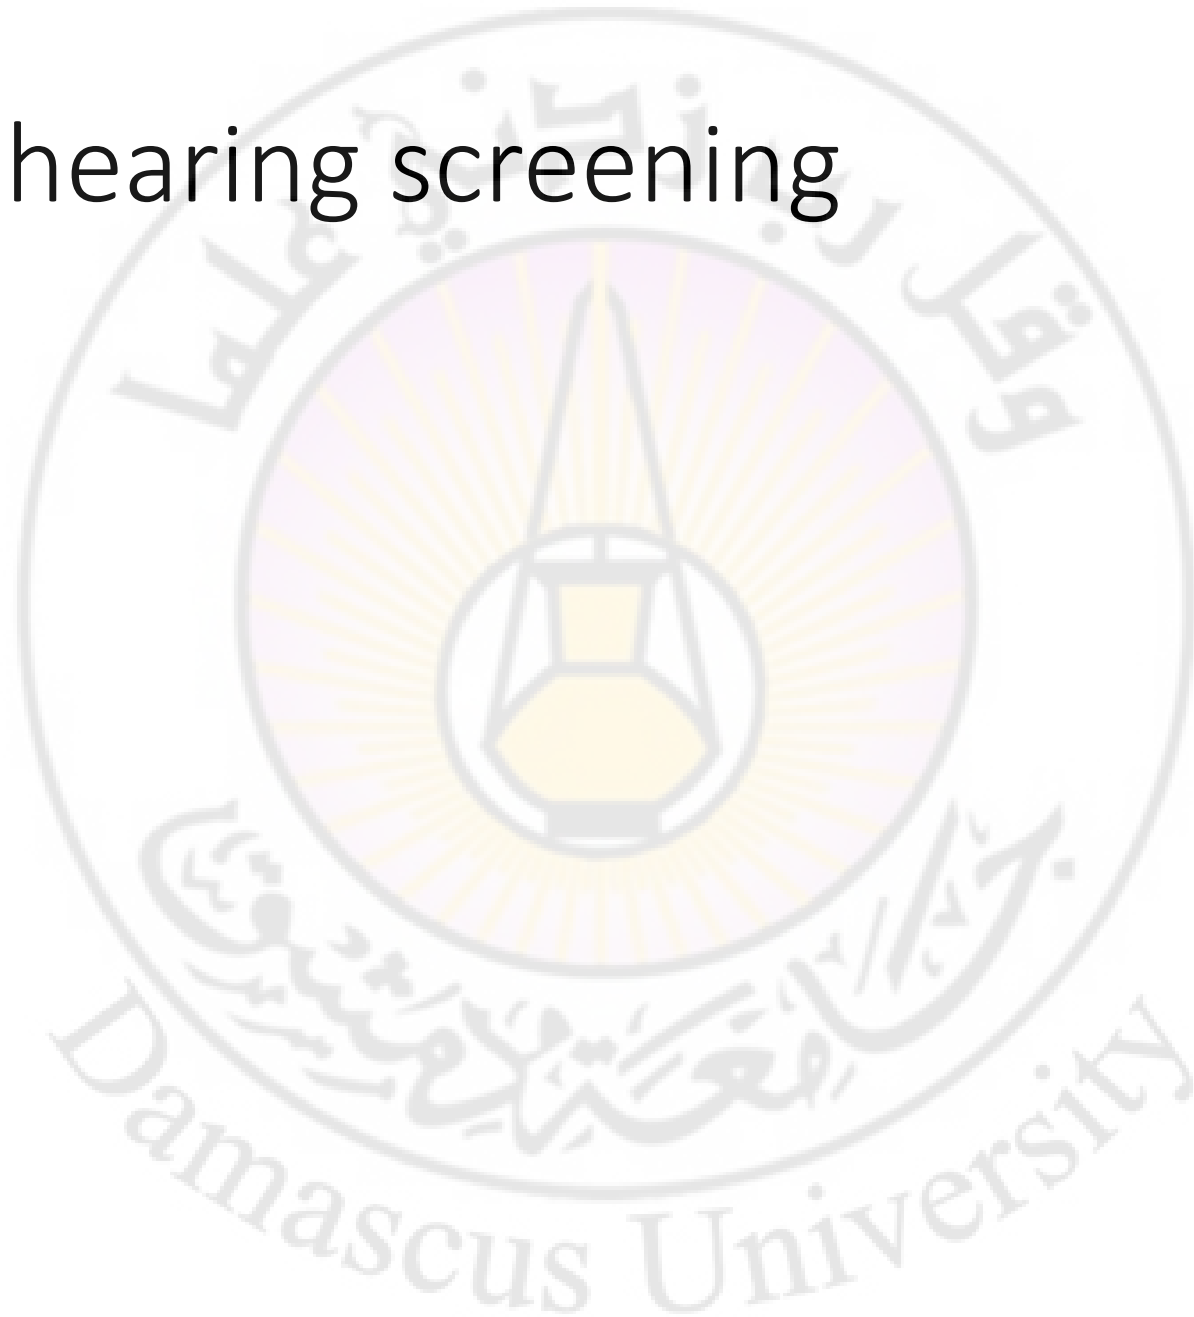 hearing screening
وقل رب زدني علما
جامعة دمشق
Damascus University